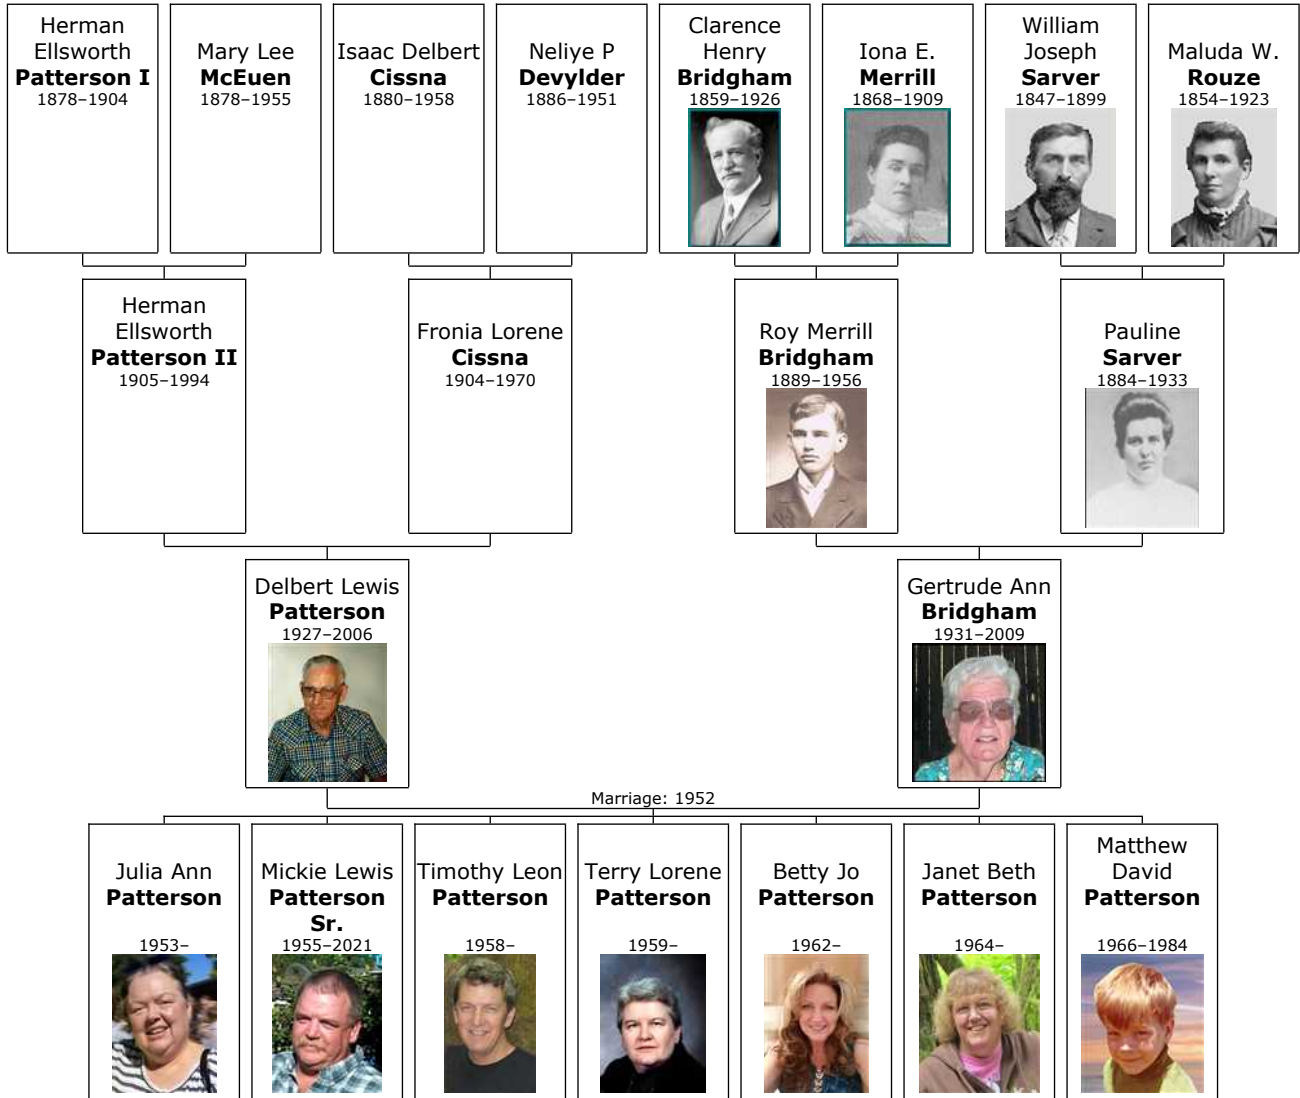 Herman
Ellsworth
Patterson I
1878–1904
Mary Lee
McEuen
1878–1955
Isaac Delbert
Cissna
1880–1958
Neliye P
Devylder
1886–1951
Clarence
Henry
Bridgham
1859–1926
Iona E.
Merrill
1868–1909
William
Joseph
Sarver
1847–1899
Maluda W.
Rouze
1854–1923
Herman
Ellsworth
Patterson II
1905–1994
Fronia Lorene
Cissna
1904–1970
Roy Merrill
Bridgham
1889–1956
Pauline
Sarver
1884–1933
Delbert Lewis
Patterson
1927–2006
Gertrude Ann
Bridgham
1931–2009
Marriage: 1952
Julia Ann
Patterson
1953–
Mickie Lewis
Patterson
Sr.
1955–2021
Timothy Leon
Patterson
1958–
Terry Lorene
Patterson
1959–
Betty Jo
Patterson
1962–
Janet Beth
Patterson
1964–
Matthew
David
Patterson
1966–1984